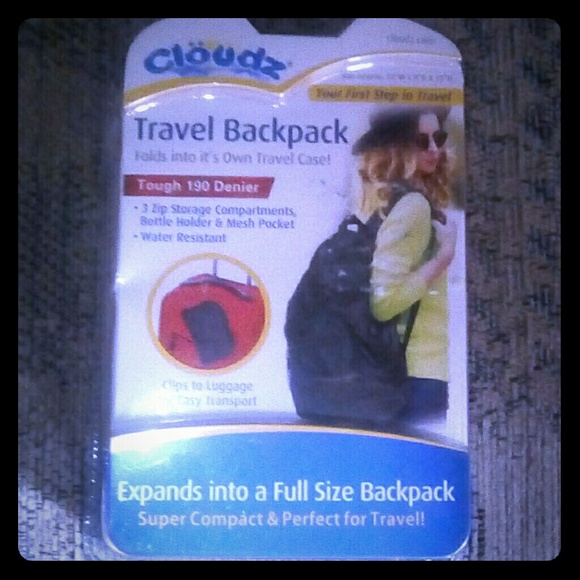 Cloudz
cloudz.com
Your First Step in Travel
Travel Backpack
Folds into it's Own Travel Case!
Tough 190 Denier
• 3 Zip Storage Compartments,
Bottle Holder & Mesh Pocket
• Water Resistant
Clips to Luggage
Easy Transport
Expands into a Full Size Backpack
Super Compact & Perfect for Travel!